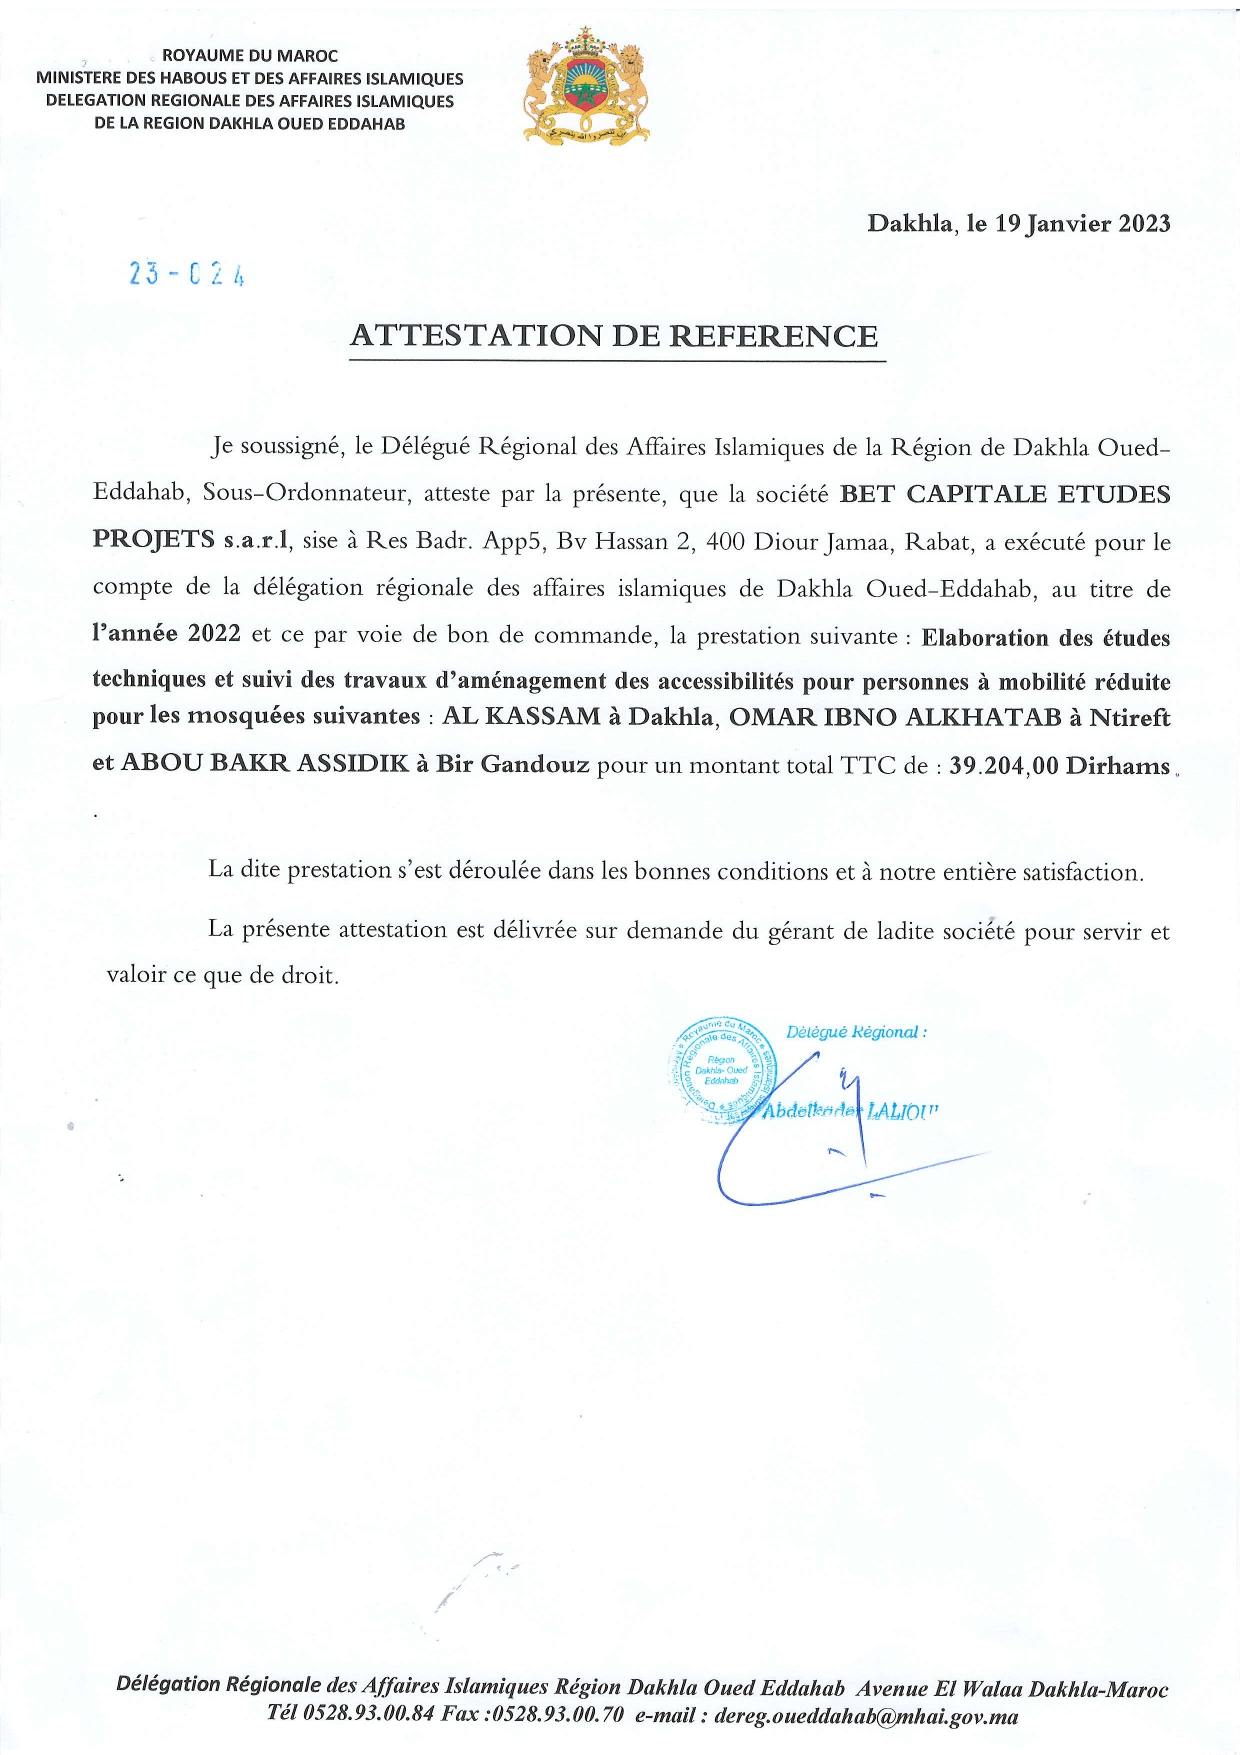 ROYAUME DU MAROC
MINISTERE DES HABOUS ET DES AFFAIRES ISLAMIQUES
DELEGATION REGIONALE DES AFFAIRES ISLAMIQUES
DE LA REGION DAKHLA OUED EDDAHAB
Dakhla, le 19 Janvier 2023
23-024
ATTESTATION DE REFERENCE
Je soussigné, le Délégué Régional des Affaires Islamiques de la Région de Dakhla Oued-
Eddahab, Sous-Ordonnateur, atteste par la présente, que la société BET CAPITALE ETUDES
PROJETS s.a.r.l, sise à Res Badr. App5, Bv Hassan 2, 400 Diour Jamaa, Rabat, a exécuté pour le
compte de la délégation régionale des affaires islamiques de Dakhla Oued-Eddahab, au titre de
l'année 2022 et ce par voie de bon de commande, la prestation suivante : Elaboration des études
techniques et suivi des travaux d'aménagement des accessibilités pour personnes à mobilité réduite
pour les mosquées suivantes : AL KASSAM à Dakhla, OMAR IBNO ALKHATAB à Ntireft
et ABOU BAKR ASSIDIK à Bir Gandouz pour un montant total TTC de : 39.204,00 Dirhams .
.
La dite prestation s'est déroulée dans les bonnes conditions et à notre entière satisfaction.
La présente attestation est délivrée sur demande du gérant de ladite société pour servir et
valoir ce que de droit.
Délégué Régional :
Royaume du Maroc
Région
Dakhla- Oued
Eddahab
Abdelkader
Délégation Régionale des Affaires Islamiques Région Dakhla Oued Eddahab Avenue El Walaa Dakhla-Maroc
Tél 0528.93.00.84 Fax :0528.93.00.70 e-mail : dereg.oueddahab@mhai.gov.ma